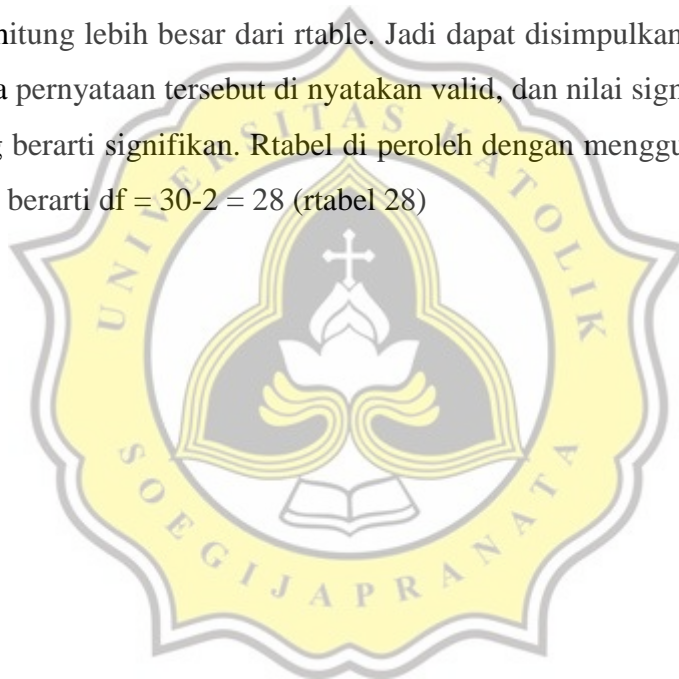 hitung lebih besar dari rtable. Jadi dapat disimpulkan
pernyataan tersebut di nyatakan valid, dan nilai sign
berarti signifikan. Rtabel di peroleh dengan menggu
berarti df = 30-2 = 28 (rtabel 28)
UNIVERSITAS KATOLIK
SOEGIJAPRANATA